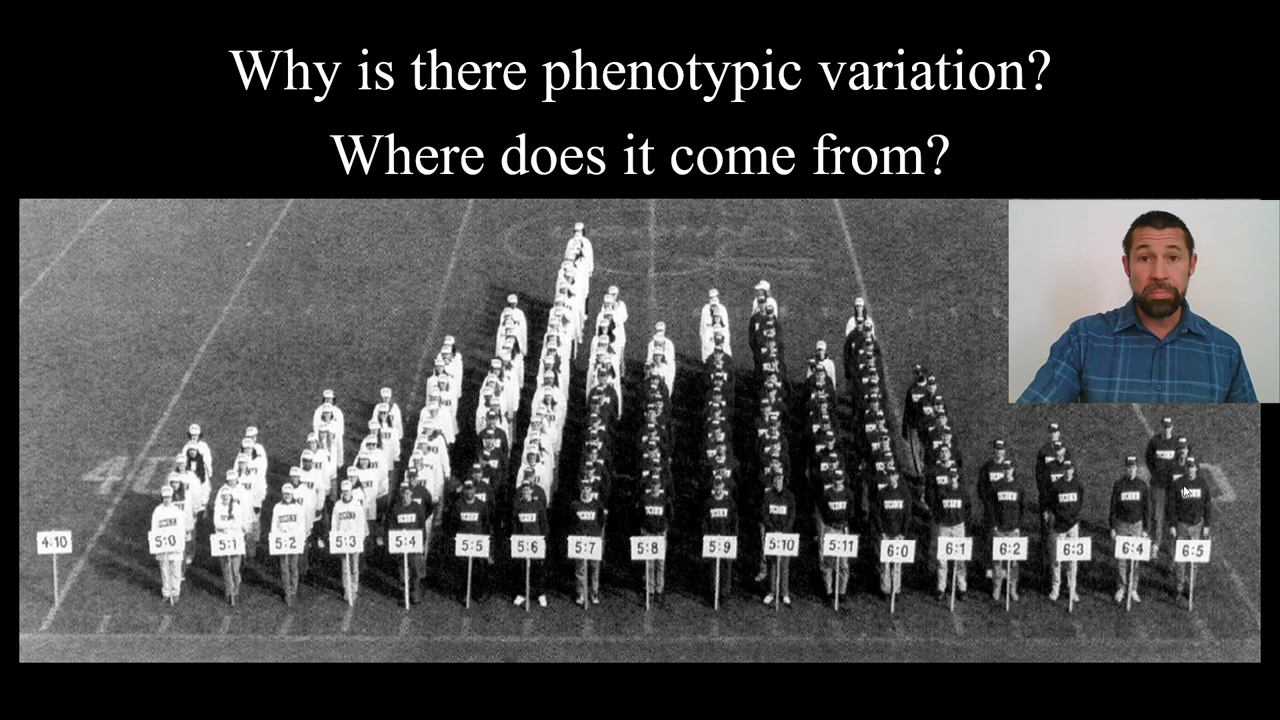 Why is there phenotypic variation?
Where does it come from?
4:10 5:0 5:1 5:2 5:3 5:4 5:5 5:6 5:7 5:8 5:9 5:10 5:11 6:0 6:1 6:2 6:3 6:4 6:5